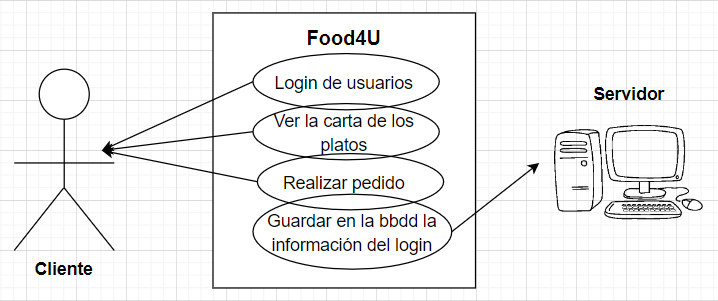 Food4U
Login de usuarios
Ver la carta de los
platos
Realizar pedido
Guardar en la bbdd la
información del login
Cliente
Servidor